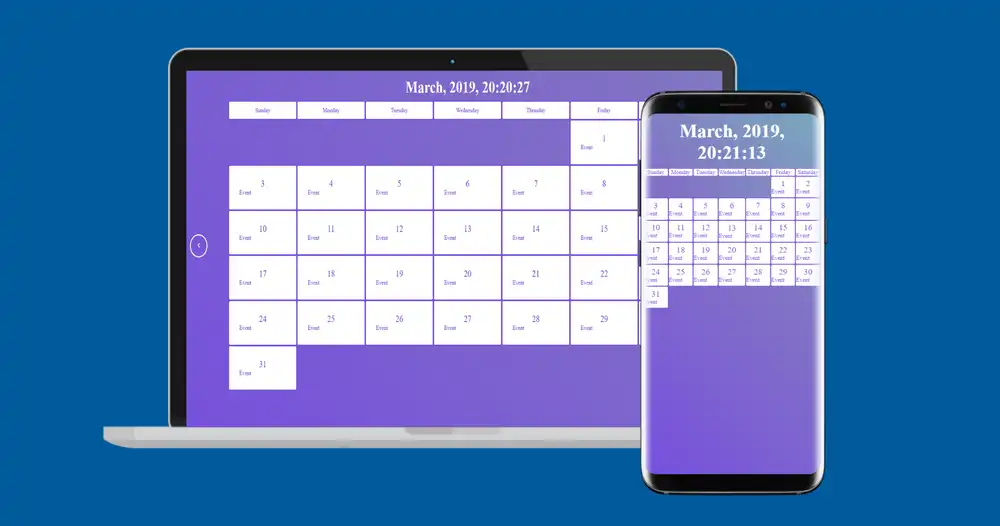 March, 2019, 20:20:27
Sunday Monday Tuesday Wednesday Thursday Friday
1
Event
3 4 5 6 7 8
Event Event Event Event Event Event
10 11 12 13 14 15
Event Event Event Event Event Event
17 18 19 20 21 22
Event Event Event Event Event Event
24 25 26 27 28 29
Event Event Event Event Event Event
31
Event
March, 2019,
20:21:13
Sunday Monday Tuesday Wednesday Thursday Friday Saturday
1 2
Event Event
3 4 5 6 7 8 9
Event Event Event Event Event Event Event
10 11 12 13 14 15 16
Event Event Event Event Event Event Event
17 18 19 20 21 22 23
Event Event Event Event Event Event Event
24 25 26 27 28 29 30
Event Event Event Event Event Event Event
31
Event